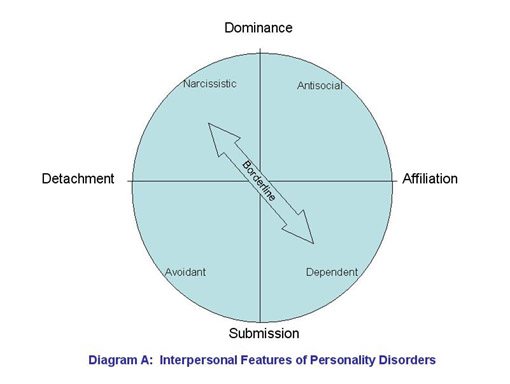 Dominance
Narcissistic
Antisocial
Detachment
Borderline
Affiliation
Avoidant
Dependent
Submission
Diagram A:  Interpersonal Features of Personality Disorders